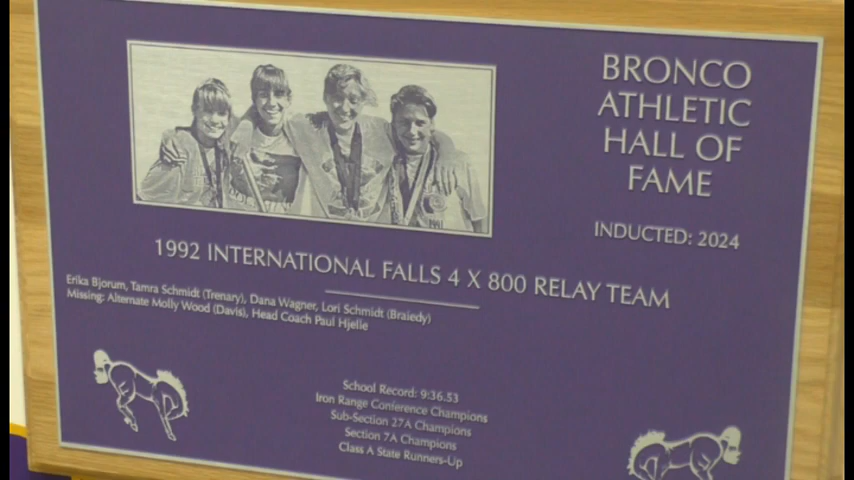 BRONCO
ATHLETIC
HALL OF
FAME
INDUCTED: 2024
1992 INTERNATIONAL FALLS 4 X 800 RELAY TEAM
Erika Bjorum, Tamra Schmidt (Trenary), Dana Wagner, Lori Schmidt (Braiedy)
Missing: Alternate Molly Wood (Davis), Head Coach Paul Hjelle
School Record: 9:36.53
Iron Range Conference Champions
Sub-Section 27A Champions
Section 7A Champions
Class A State Runners-Up